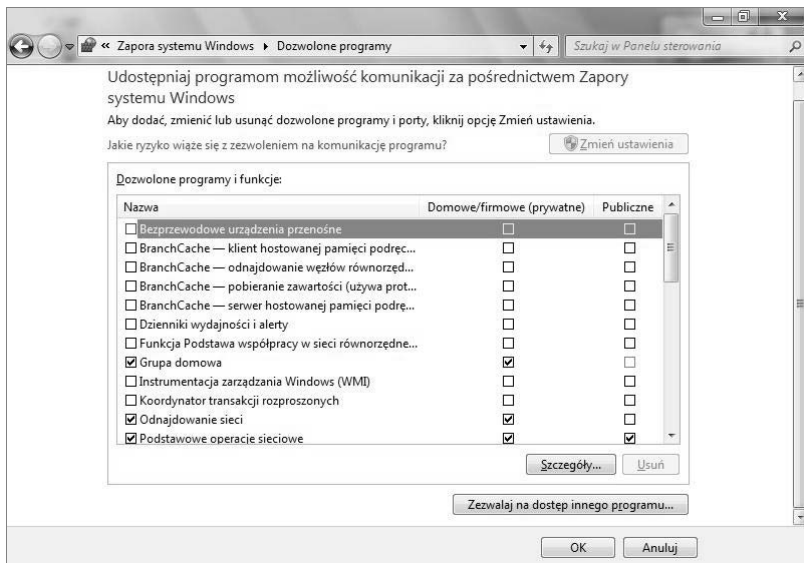 « Zapora systemu Windows ▸ Dozwolone programy
Szukaj w Panelu sterowania
Udostępniaj programom możliwość komunikacji za pośrednictwem Zapory
systemu Windows
Aby dodać, zmienić lub usunąć dozwolone programy i porty, kliknij opcję Zmień ustawienia.
Jakie ryzyko wiąże się z zezwoleniem na komunikację programu?
Zmień ustawienia
Dozwolone programy i funkcje:
Nazwa Domowe/firmowe (prywatne) Publiczne
Bezprzewodowe urządzenia przenośne
BranchCache — klient hostowanej pamięci podręc...
BranchCache — odnajdowanie węzłów równorzęd...
BranchCache — pobieranie zawartości (używa prot...
BranchCache — serwer hostowanej pamięci podrę...
Dzienniki wydajności i alerty
Funkcja Podstawa współpracy w sieci równorzędne...
Grupa domowa
Instrumentacja zarządzania Windows (WMI)
Koordynator transakcji rozproszonych
Odnajdowanie sieci
Podstawowe operacje sieciowe
Szczegóły... Usuń
Zezwalaj na dostęp innego programu...
OK Anuluj